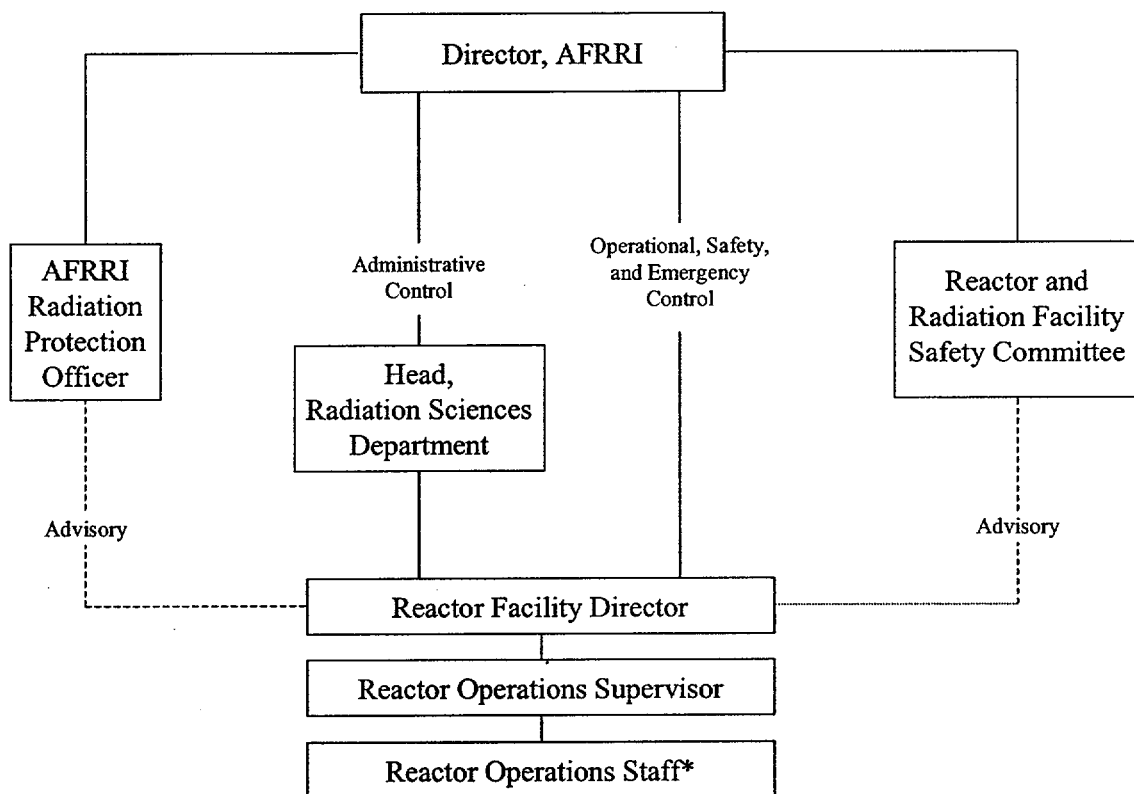 Director, AFRRI
AFRRI
Radiation
Protection
Officer
Administrative
Control
Operational, Safety,
and Emergency
Control
Reactor and
Radiation Facility
Safety Committee
Head,
Radiation Sciences
Department
Advisory
Advisory
Reactor Facility Director
Reactor Operations Supervisor
Reactor Operations Staff*